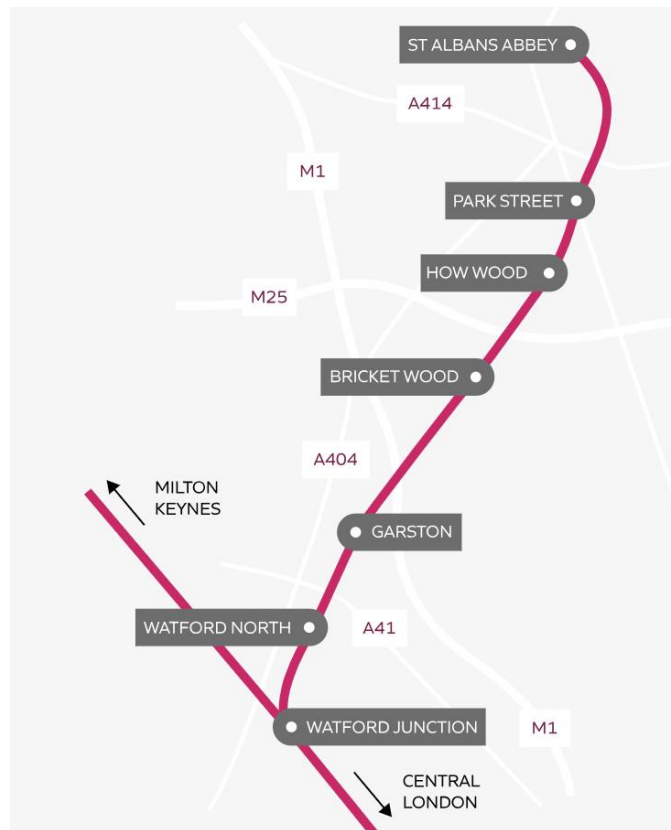 ST ALBANS ABBEY
A414
M1
PARK STREET
HOW WOOD
M25
BRICKET WOOD
A404
MILTON
KEYNES
GARSTON
WATFORD NORTH
A41
WATFORD JUNCTION
M1
CENTRAL
LONDON